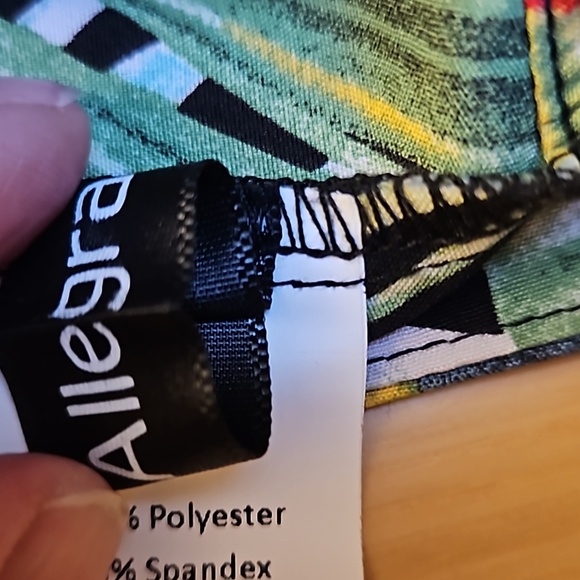 Allegra
% Polyester
% Spandex